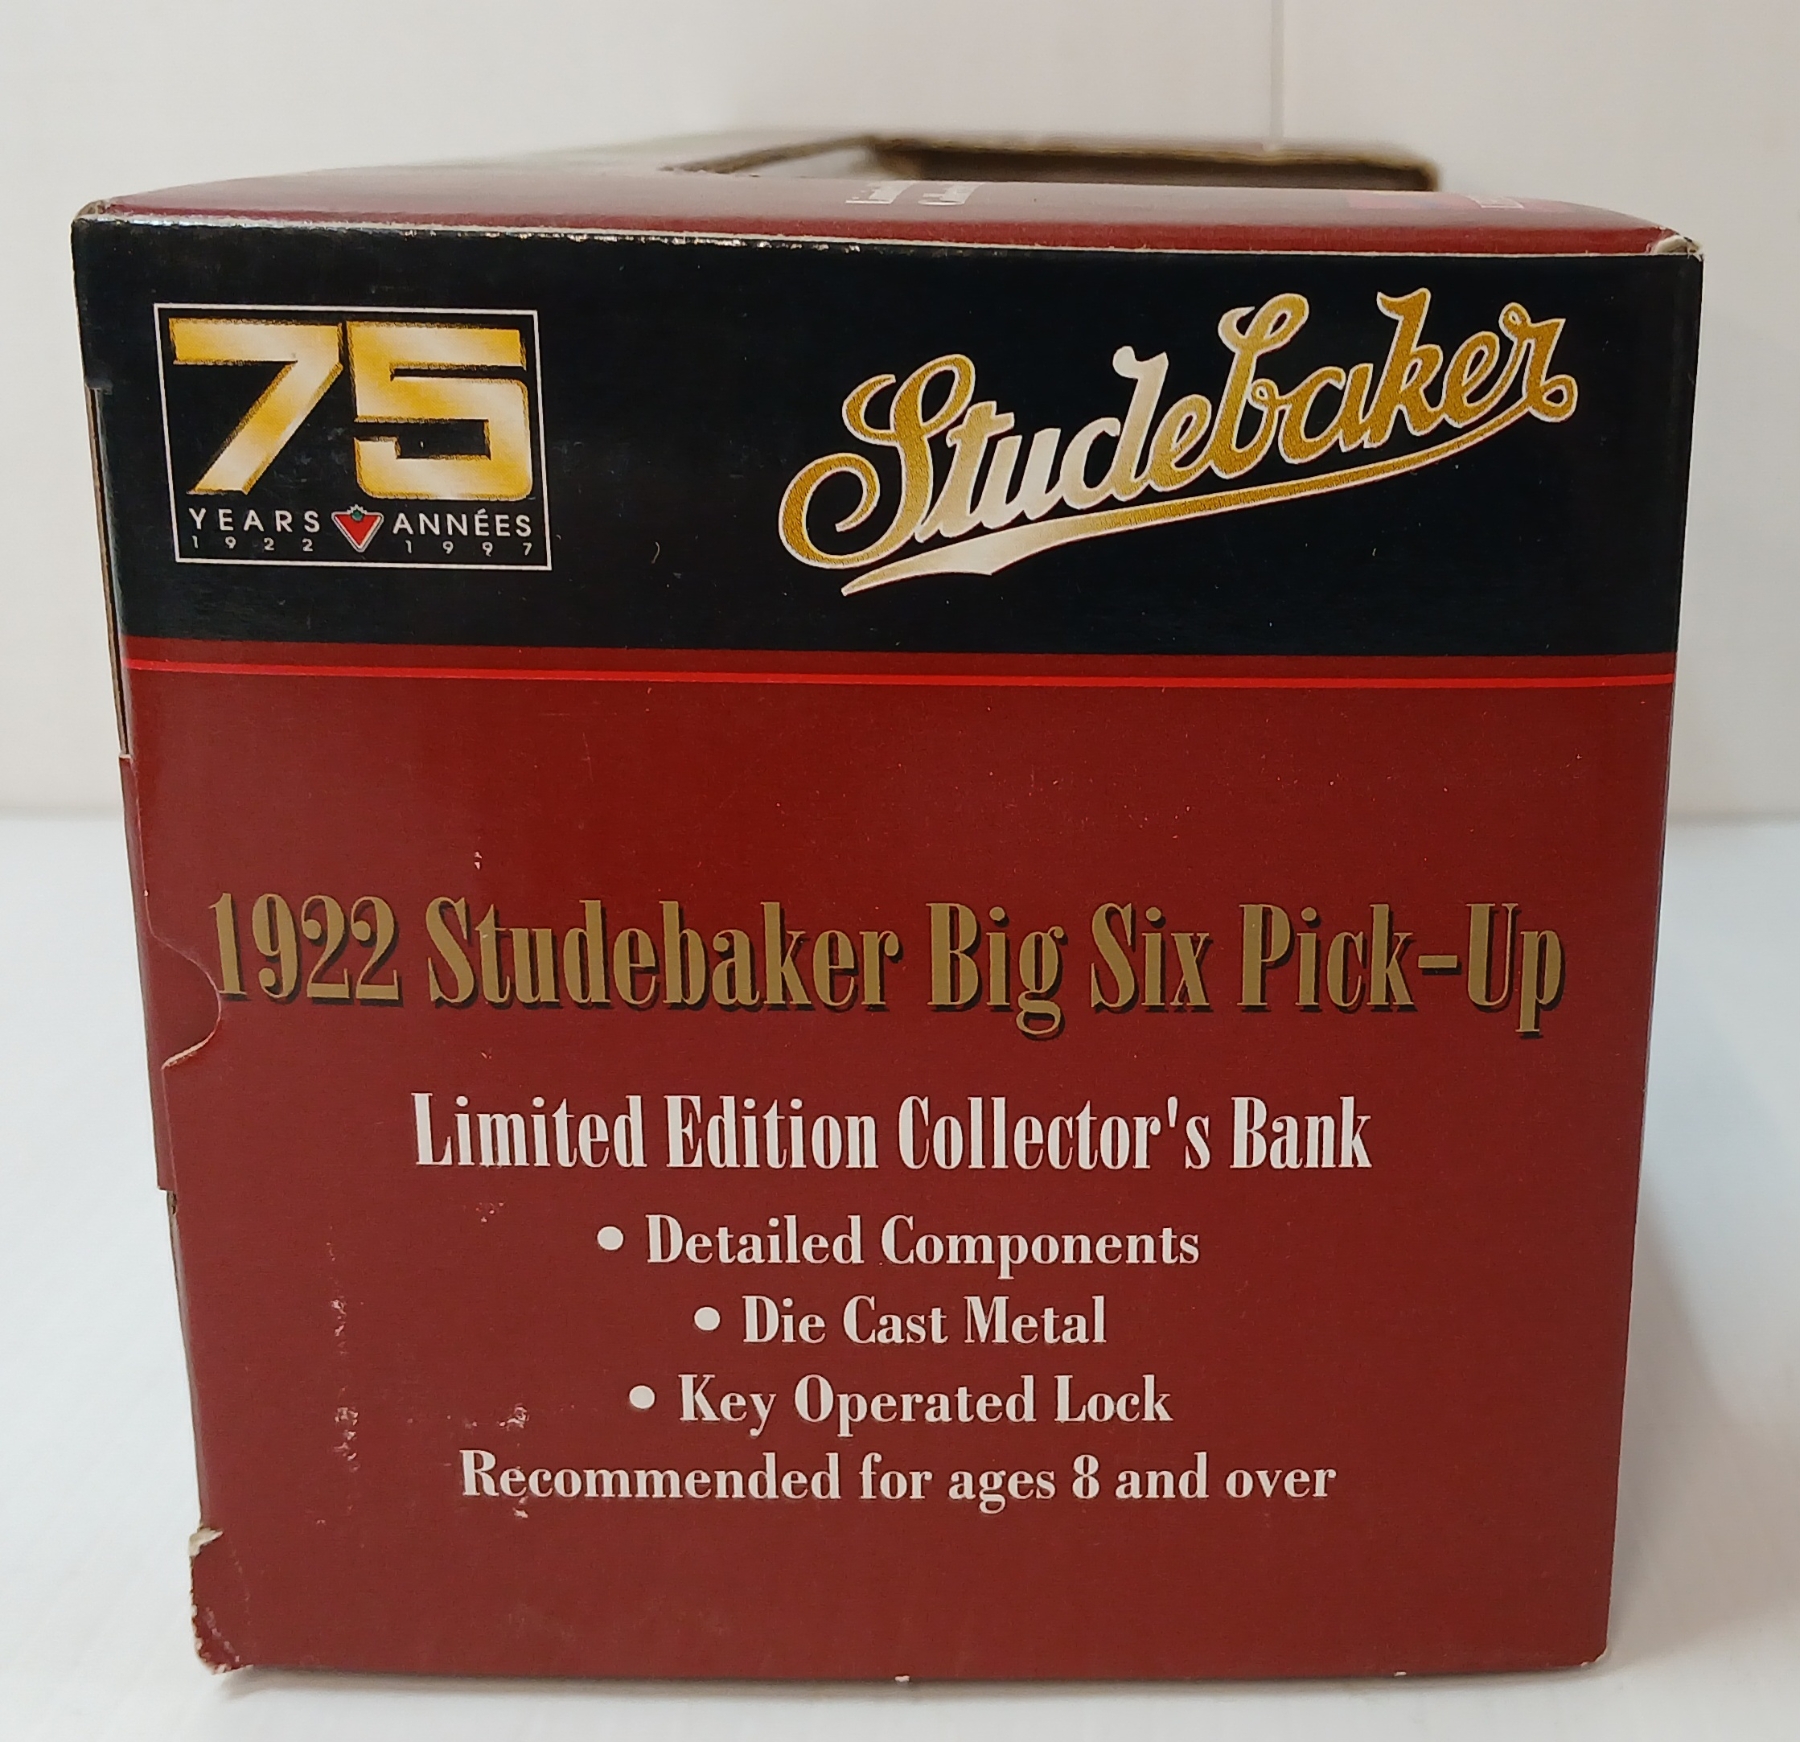 75
YEARS ANNÉES
1922 1997
Studebaker
1922 Studebaker Big Six Pick-Up
Limited Edition Collector's Bank
• Detailed Components
• Die Cast Metal
• Key Operated Lock
Recommended for ages 8 and over